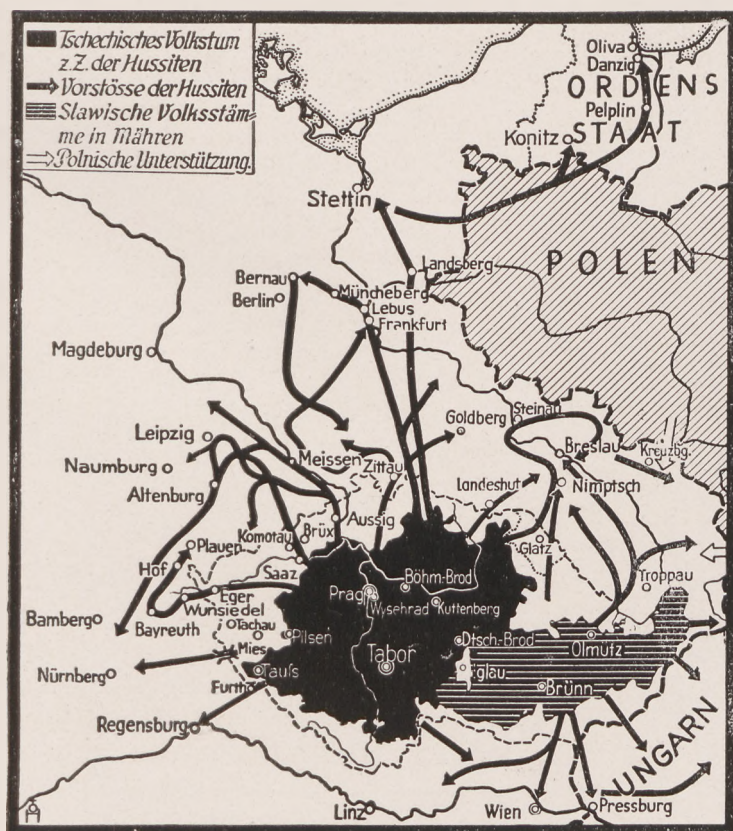 Tschechisches Volkstum
z.Z. der Hussiten
Vorstösse der Hussiten
Slawische Volksstäm-
me in Mähren
Polnische Unterstützung.
Oliva
Danzig
ORDENS
Pelplin
Konitz
STAAT
Stettin
POLEN
Landsberg
Bernau
Müncheberg
Berlin
Lebus
Frankfurt
Magdeburg
Steinau
Goldberg
Leipzig
Breslau
Kreuzbg.
Naumburg
Meissen
Zittau
Altenburg
Landeshut
Nimptsch
Aussig
Brüx
Komotau
Plauen
Glatz
Hof
Saaz
Böhm-Brod
Troppau
Eger
Prag
Wunsiedel
Wysehrad
Kuttenberg
Bamberg
Bayreuth
Tachau
Pilsen
Dtsch.-Brod
Olmütz
Mies
Tabor
Nürnberg
Taus
Iglau
Furth
Brünn
Regensburg
UNGARN
Linz
Wien
Pressburg